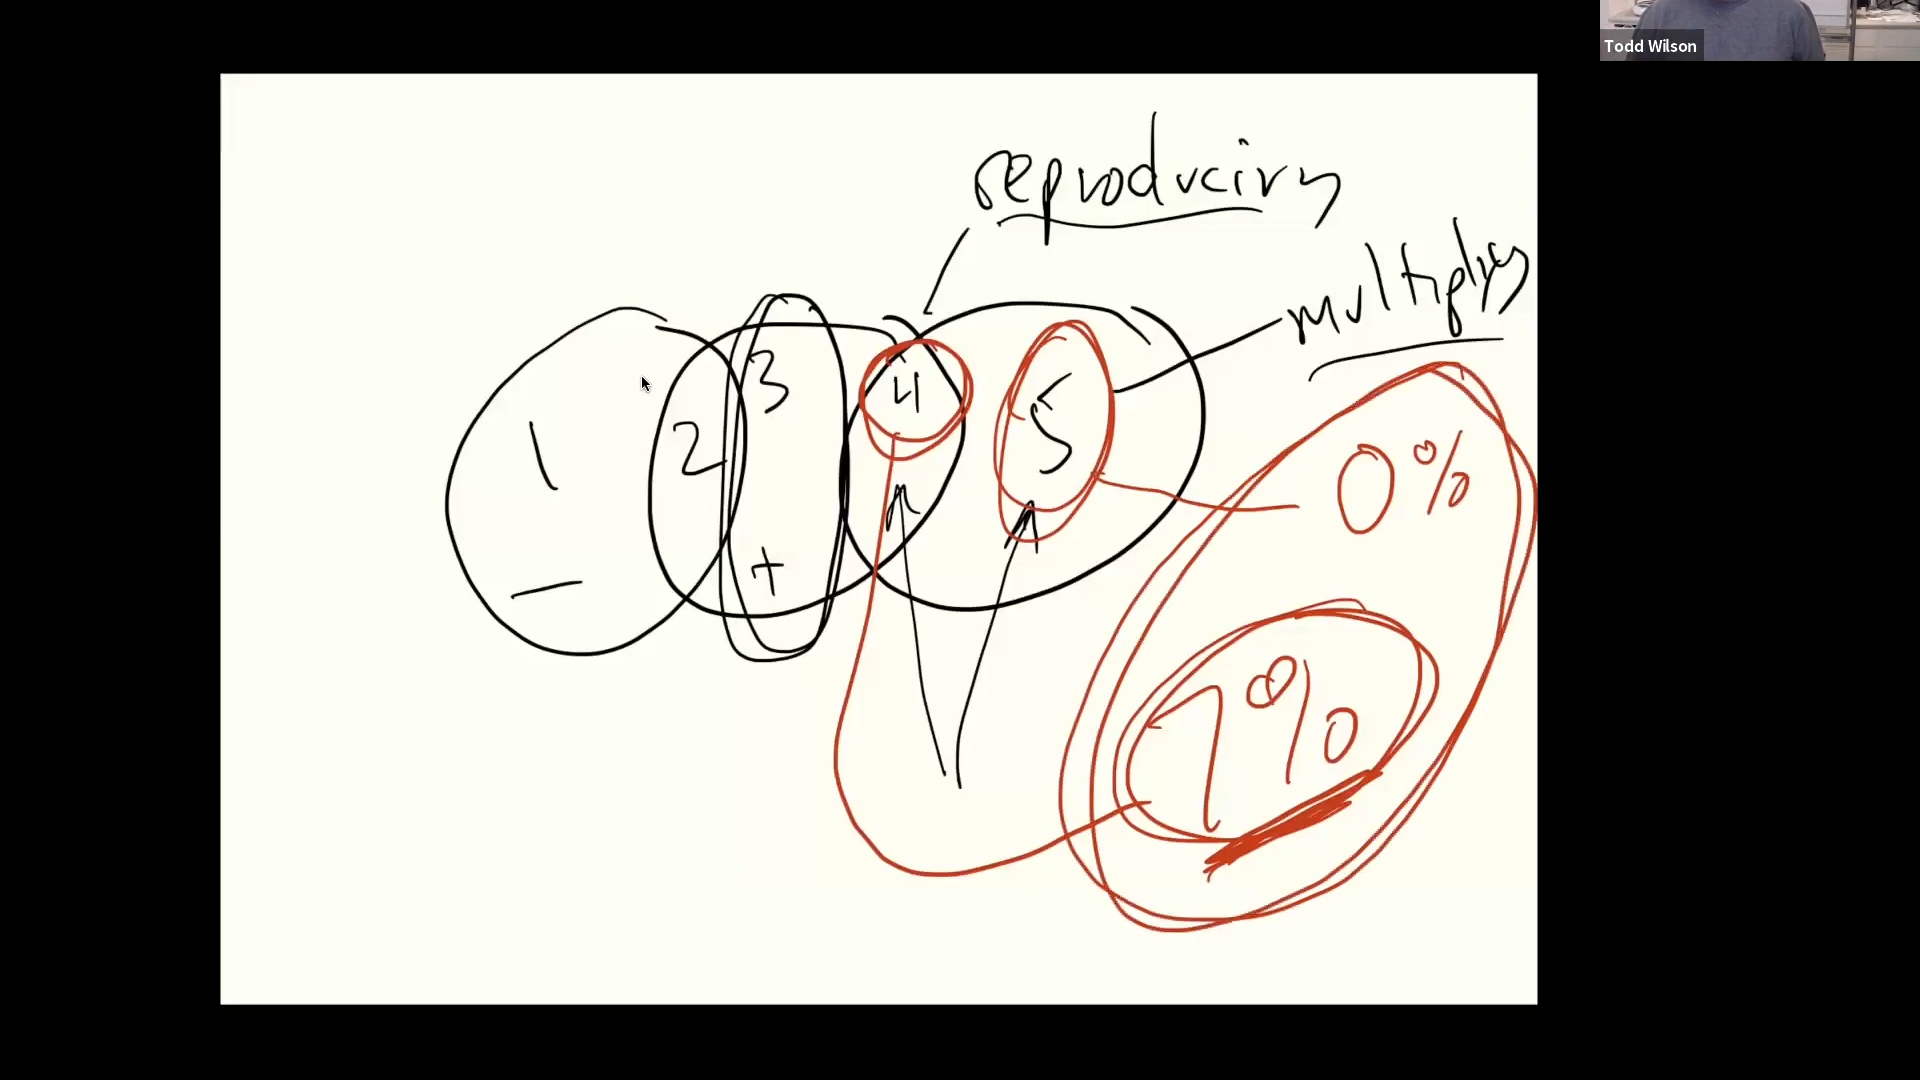 Todd Wilson
reproducing
multiplying
3
4
5
1
2
0%
- +
7%